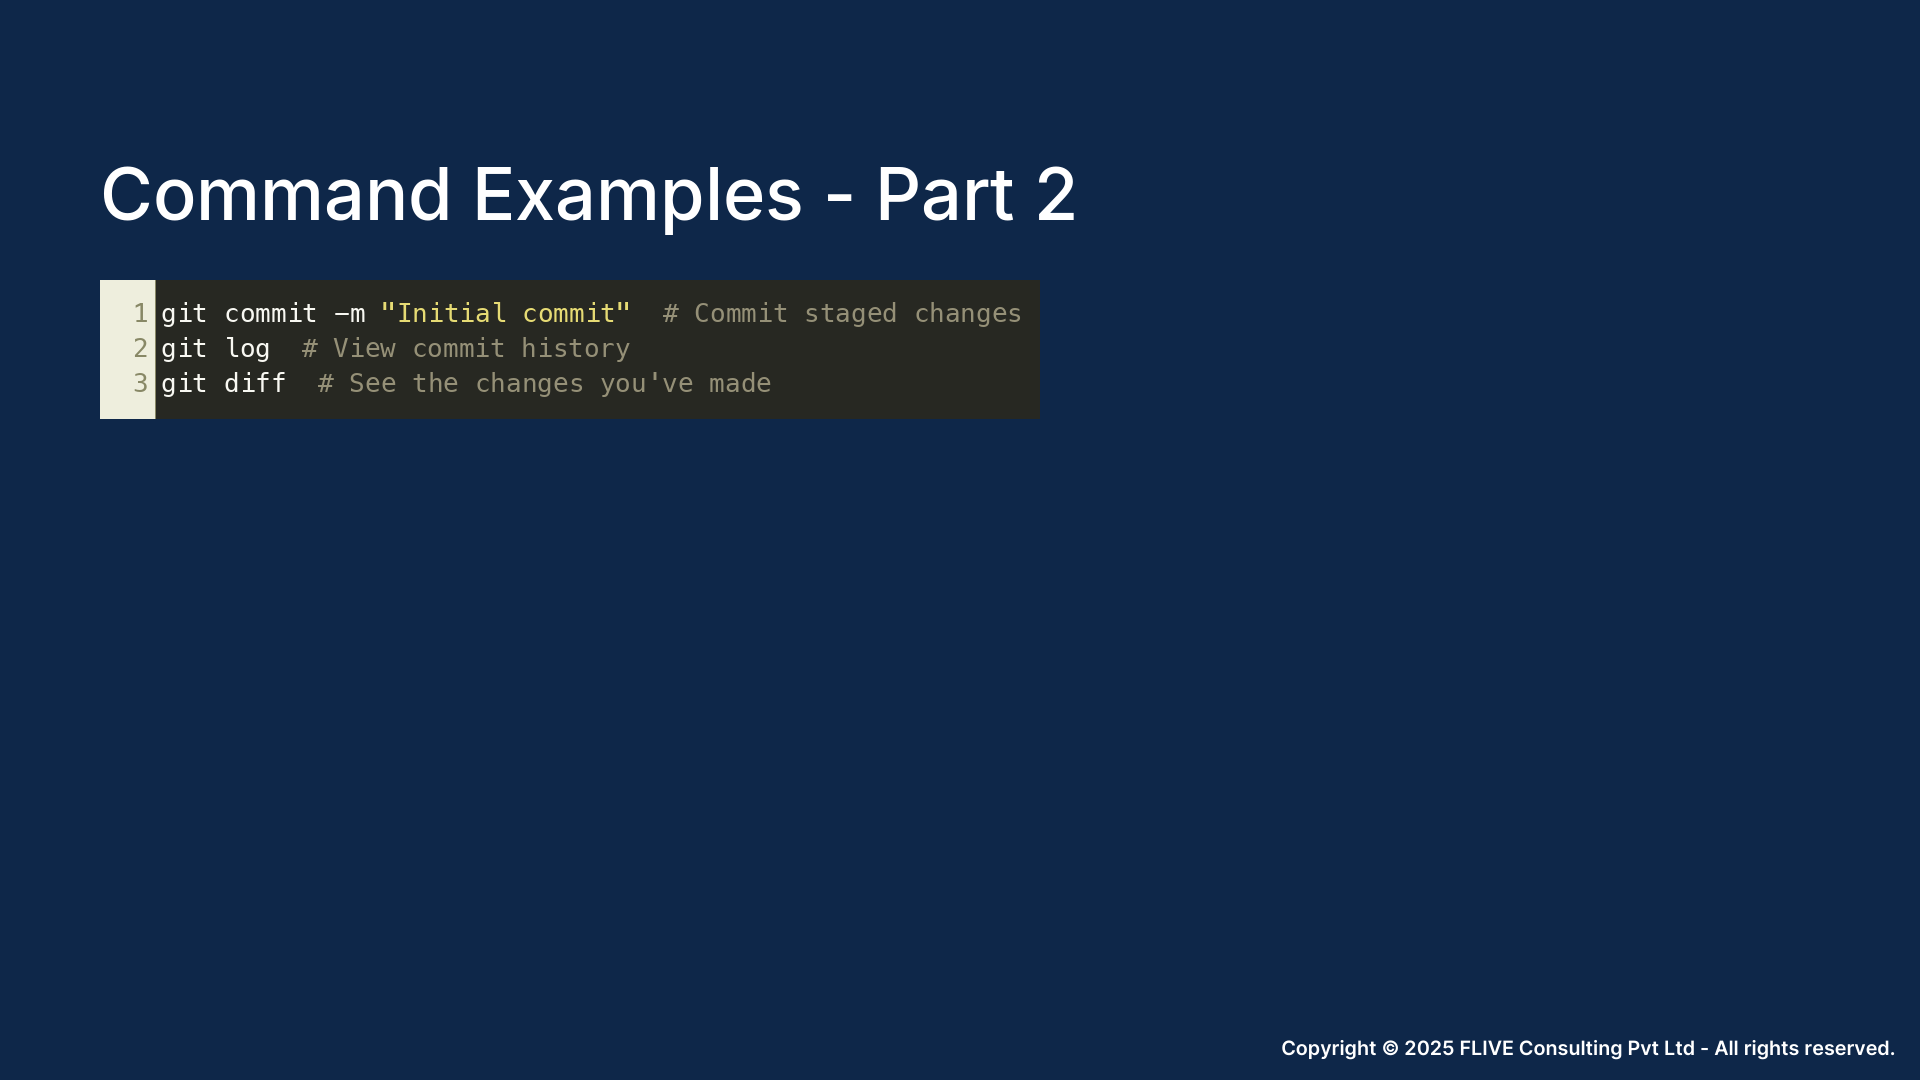 Command Examples - Part 2
1 git commit -m "Initial commit"  # Commit staged changes
2 git log  # View commit history
3 git diff  # See the changes you've made
Copyright © 2025 FLIVE Consulting Pvt Ltd - All rights reserved.